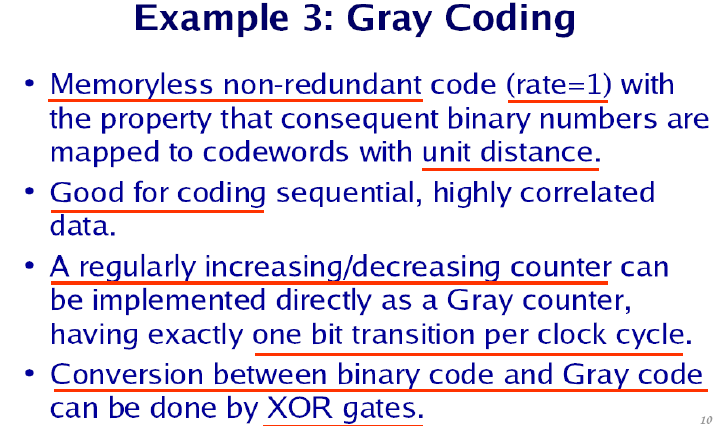 Example 3: Gray Coding
• Memoryless non-redundant code (rate=1) with
the property that consequent binary numbers are
mapped to codewords with unit distance.
• Good for coding sequential, highly correlated
data.
• A regularly increasing/decreasing counter can
be implemented directly as a Gray counter,
having exactly one bit transition per clock cycle.
• Conversion between binary code and Gray code
can be done by XOR gates.
10